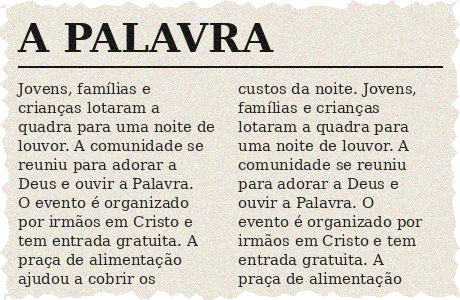 A PALAVRA
Jovens, famílias e
crianças lotaram a
quadra para uma noite de
louvor. A comunidade se
reuniu para adorar a
Deus e ouvir a Palavra.
O evento é organizado
por irmãos em Cristo e
tem entrada gratuita. A
praça de alimentação
ajudou a cobrir os
custos da noite. Jovens,
famílias e crianças
lotaram a quadra para
uma noite de louvor. A
comunidade se reuniu
para adorar a Deus e
ouvir a Palavra. O
evento é organizado por
irmãos em Cristo e tem
entrada gratuita. A
praça de alimentação